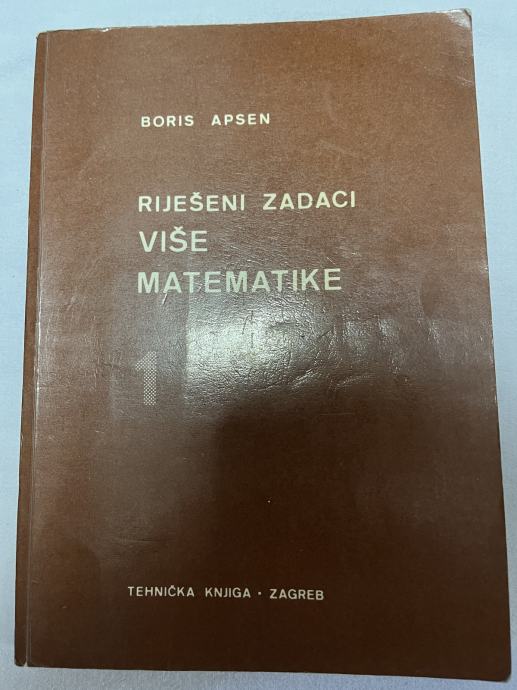 BORIS APSEN
RIJEŠENI ZADACI
VIŠE
MATEMATIKE
1
TEHNIČKA KNJIGA • ZAGREB